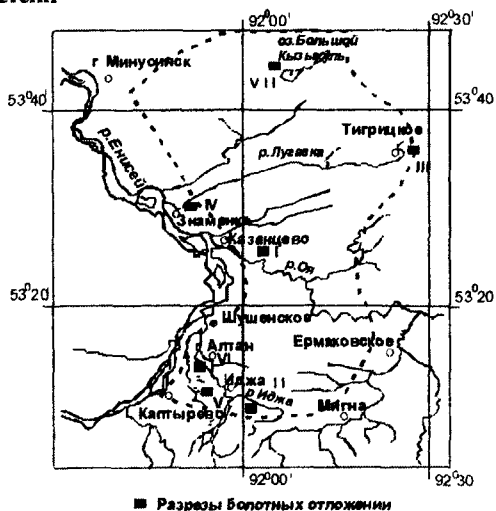 92°00'
92°30'
оз. Большой
Кызыкуль
г Минусинск
VII
53°40
53°40
Тигрицкое
р. Енисей
р. Лугавка
III
IV
Знаменка
Казанцево
I
р. Оя
53°20
53°20
Шушенское
Ермаковское
Алтан
VI
Иджа II
V
р Иджа
Каптырево
Мигна
92°00'
92°30
Разрезы болотных отложении